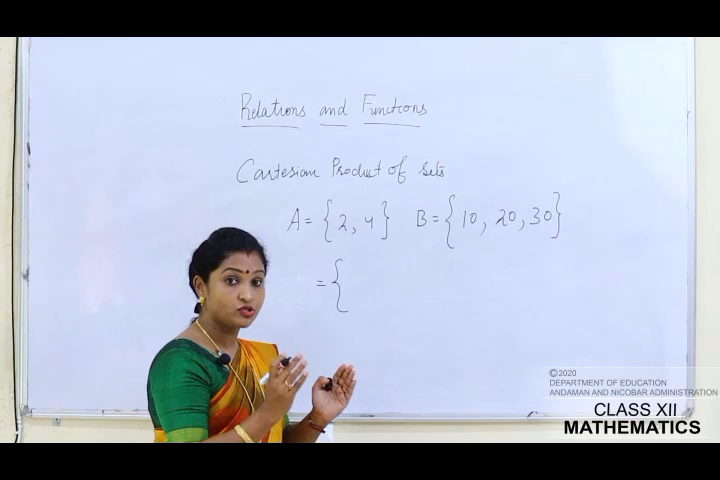 Relations and Functions
Cartesian Product of Sets
A = {2, 4} B = {10, 20, 30}
= {
©2020
DEPARTMENT OF EDUCATION
ANDAMAN AND NICOBAR ADMINISTRATION
CLASS XII
MATHEMATICS